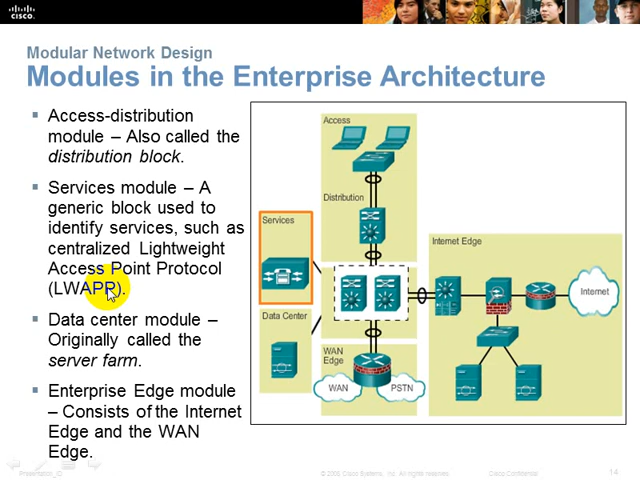 CISCO.
Modular Network Design
Modules in the Enterprise Architecture
Access-distribution
module – Also called the
distribution block.
Services module – A
generic block used to
identify services, such as
centralized Lightweight
Access Point Protocol
(LWAPP).
Data center module –
Originally called the
server farm.
Enterprise Edge module
– Consists of the Internet
Edge and the WAN
Edge.
Access
Distribution
Services
Data Center
WAN
Edge
WAN
PSTN
Internet Edge
Internet
Presentation_ID
© 2008 Cisco Systems, Inc. All rights reserved.
Cisco Confidential
14